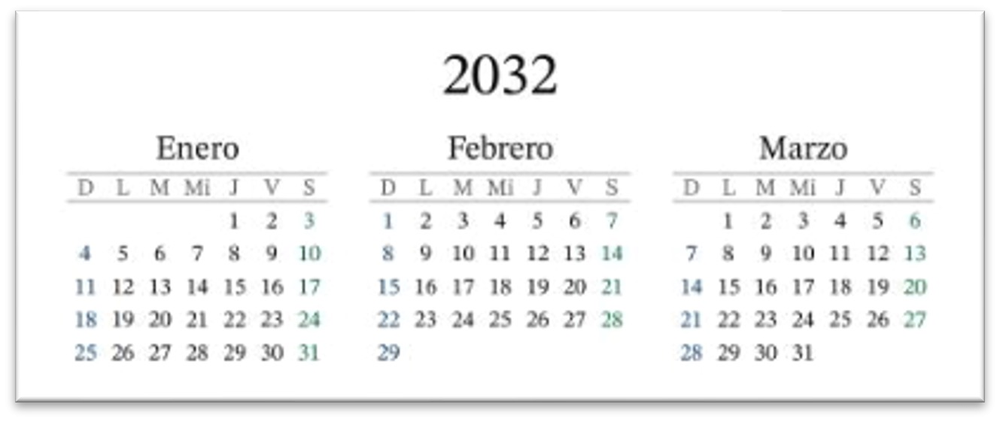 2032
Enero
D L M Mi J V S
1 2 3
4 5 6 7 8 9 10
11 12 13 14 15 16 17
18 19 20 21 22 23 24
25 26 27 28 29 30 31
Febrero
D L M Mi J V S
1 2 3 4 5 6 7
8 9 10 11 12 13 14
15 16 17 18 19 20 21
22 23 24 25 26 27 28
29
Marzo
D L M Mi J V S
1 2 3 4 5 6
7 8 9 10 11 12 13
14 15 16 17 18 19 20
21 22 23 24 25 26 27
28 29 30 31